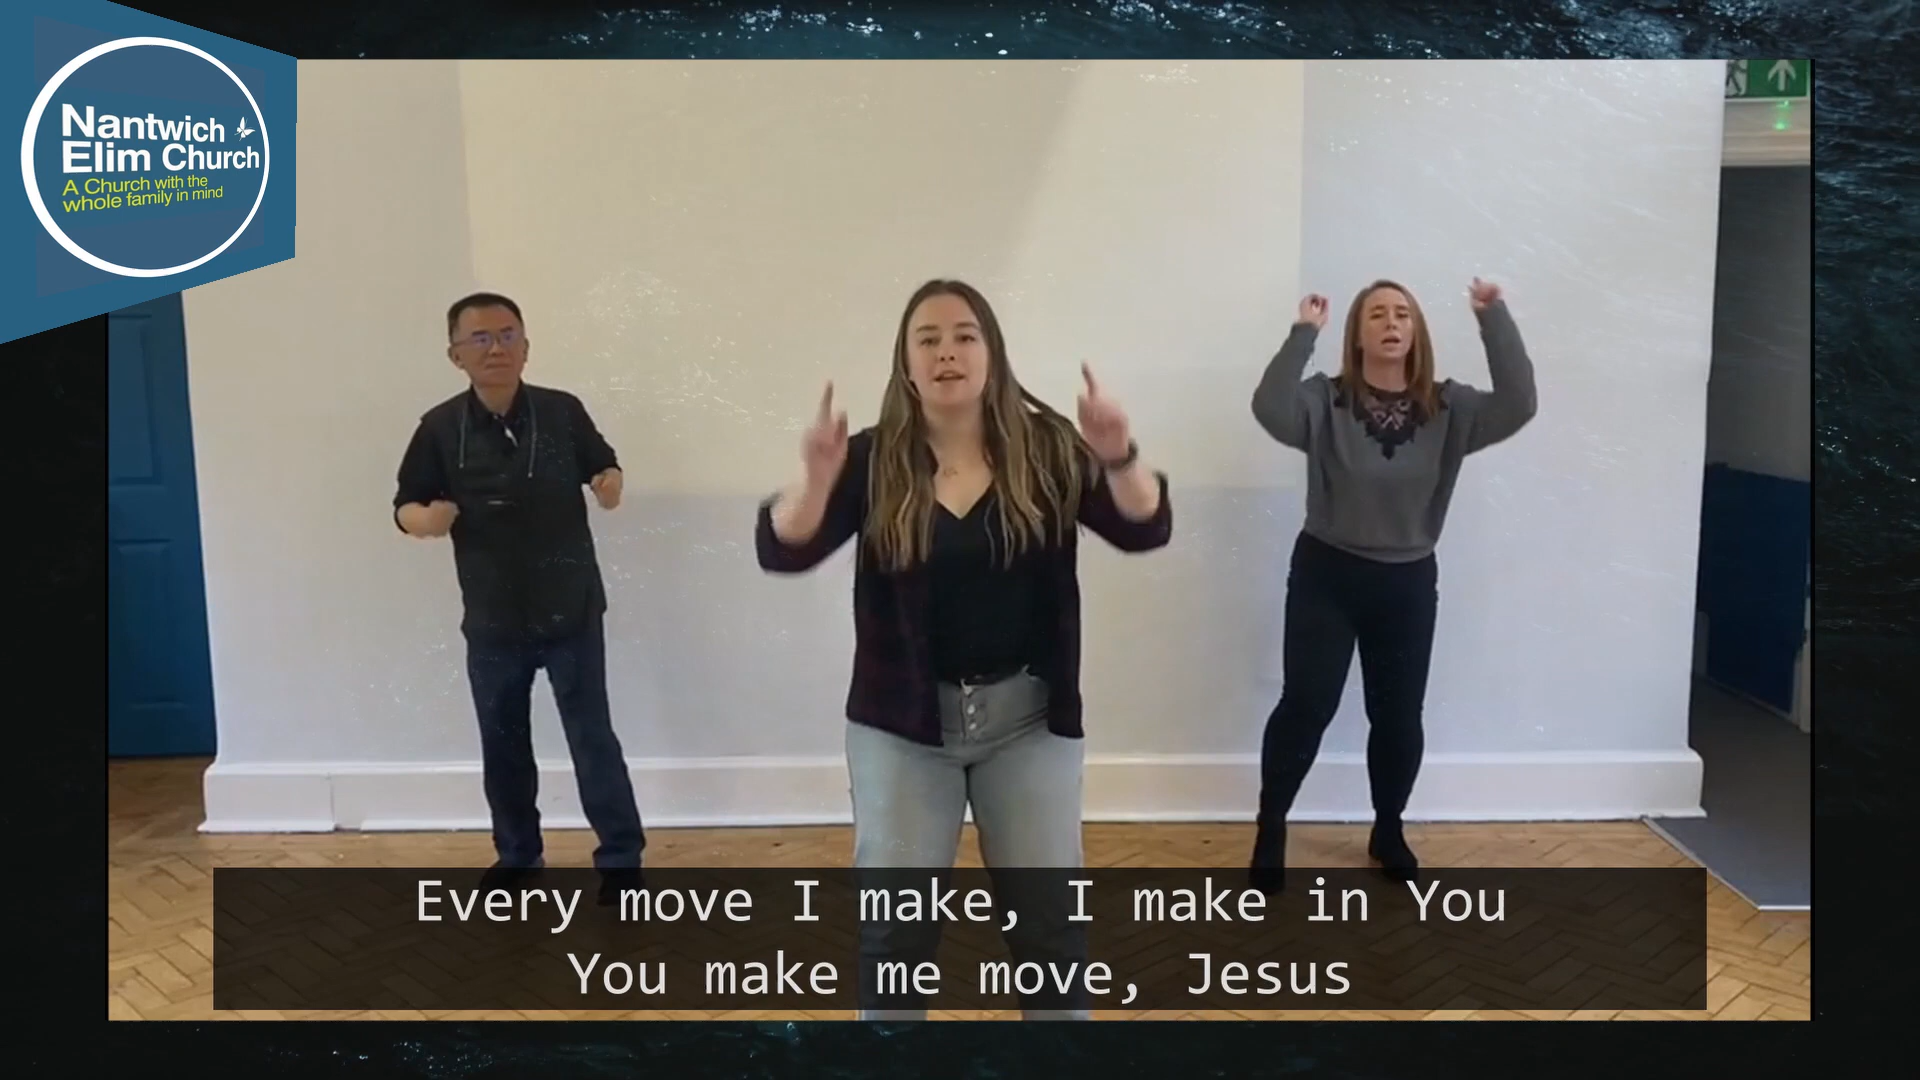 Nantwich
Elim Church
A Church with the
whole family in mind
Every move I make, I make in You
You make me move, Jesus